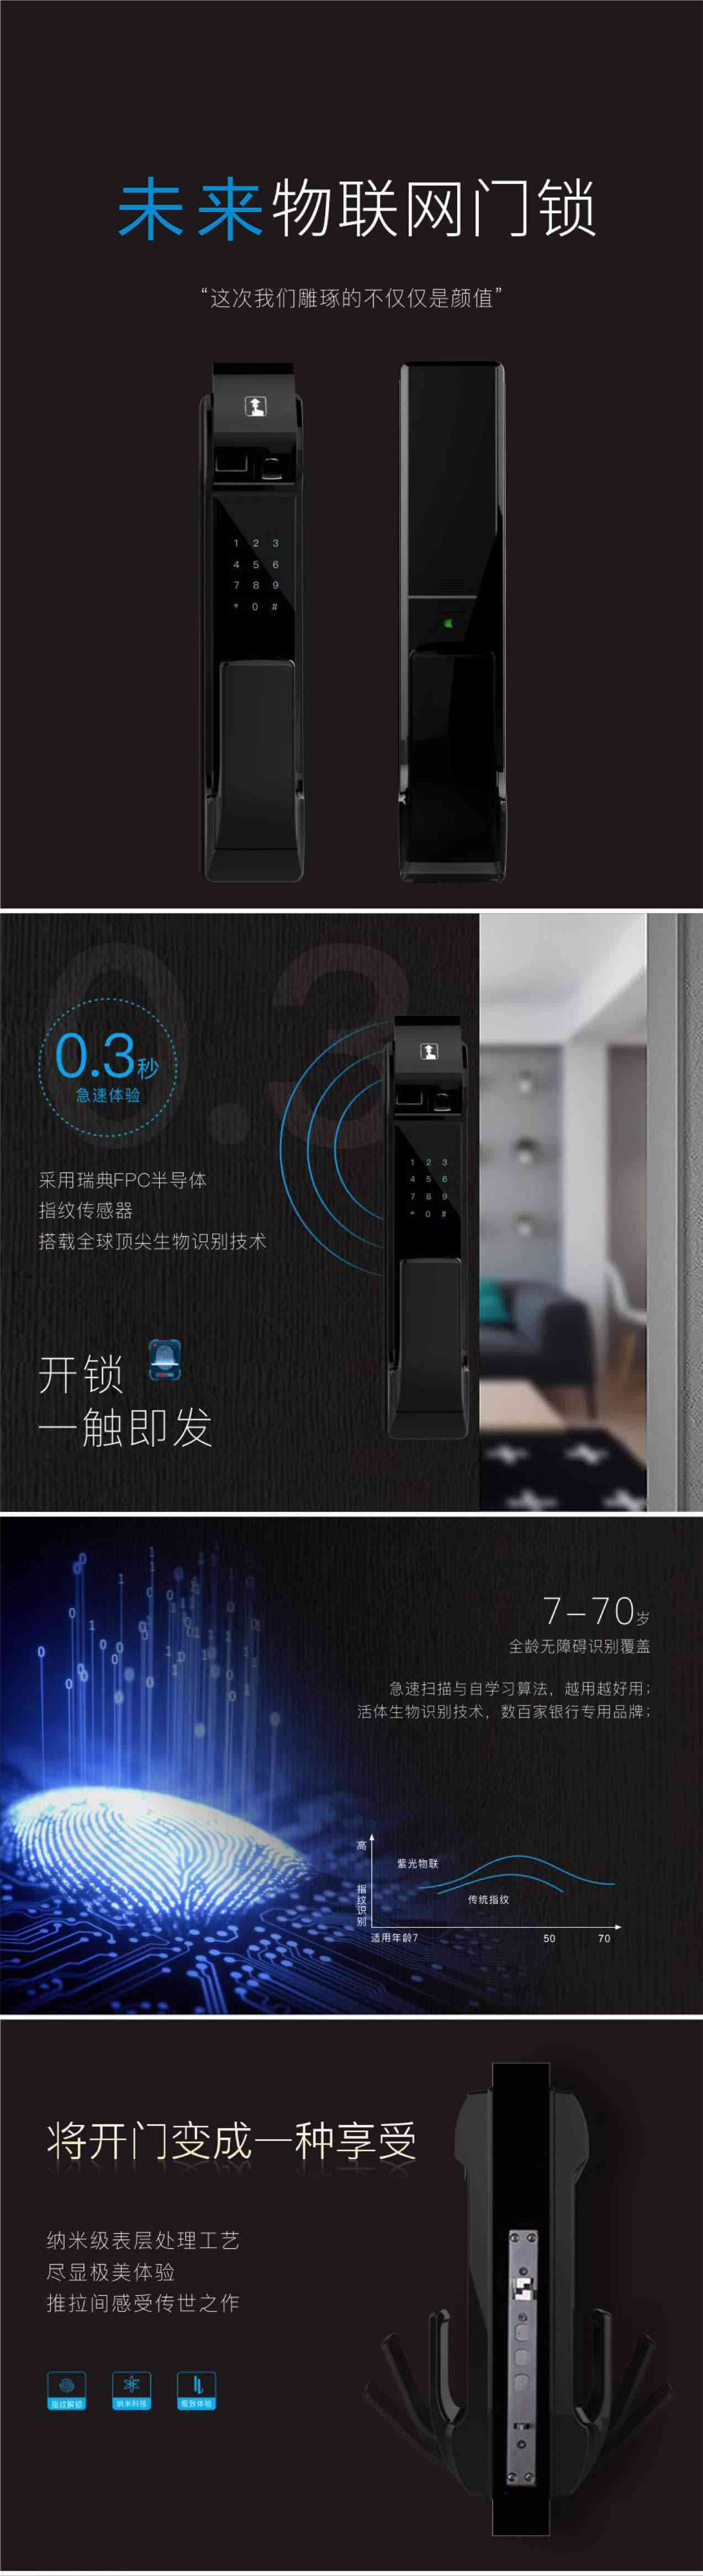 未来物联网门锁
“这次我们雕琢的不仅仅是颜值”
1 2 3
4 5 6
7 8 9
* 0 #
0.3
0.3秒
急速体验
采用瑞典FPC半导体
指纹传感器
搭载全球顶尖生物识别技术
开锁
一触即发
1 2 3
4 5 6
7 8 9
* 0 #
7–70岁
全龄无障碍识别覆盖
急速扫描与自学习算法，越用越好用；
活体生物识别技术，数百家银行专用品牌；
高
指纹识别
紫光物联
传统指纹
适用年龄7
50
70
将开门变成一种享受
纳米级表层处理工艺
尽显极美体验
推拉间感受传世之作
指纹解锁
纳米科技
极致体验